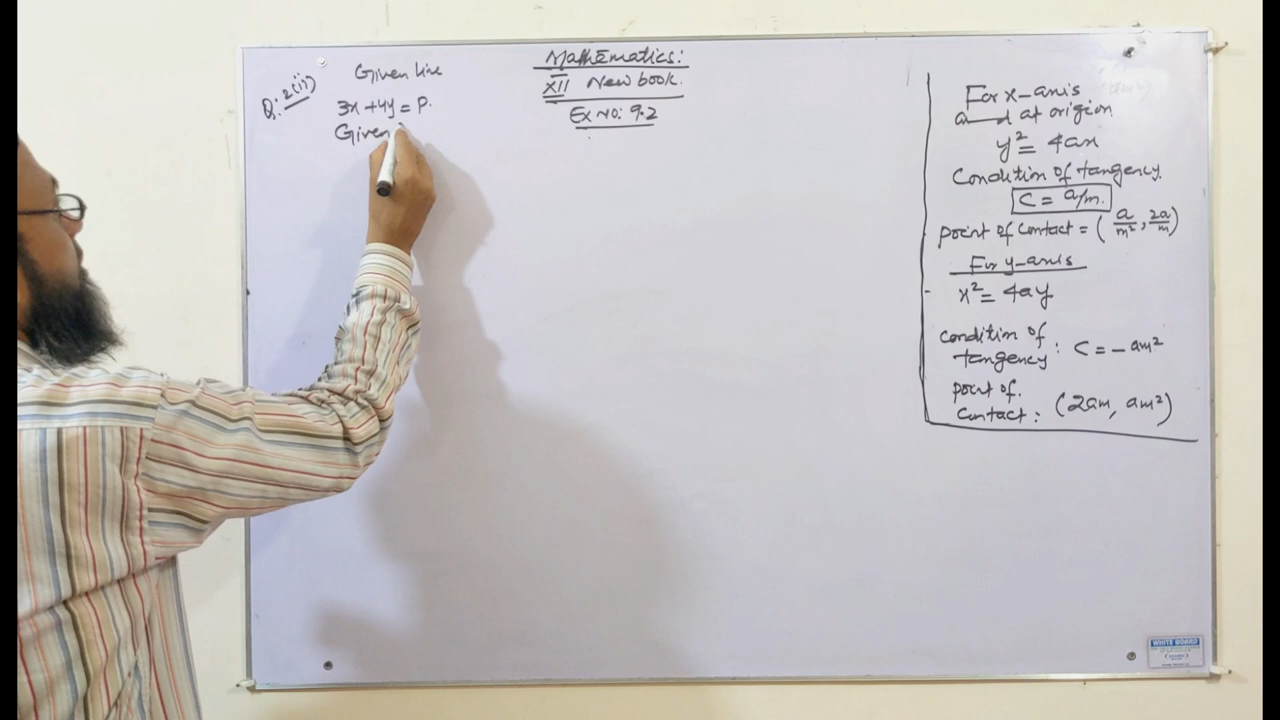 Q: 2(ii)
Given line
3x + 4y = P.
Given
Mathematics:
XII New book.
Ex No: 9.2
For x-axis
and at origion
y² = 4ax
Condition of tangency.
C = a/m.
point of contact = (a/m², 2a/m)
For y-axis
x² = 4ay
condition of
tangency: C = -am²
point of
contact: (2am, am²)
WHITE BOARD